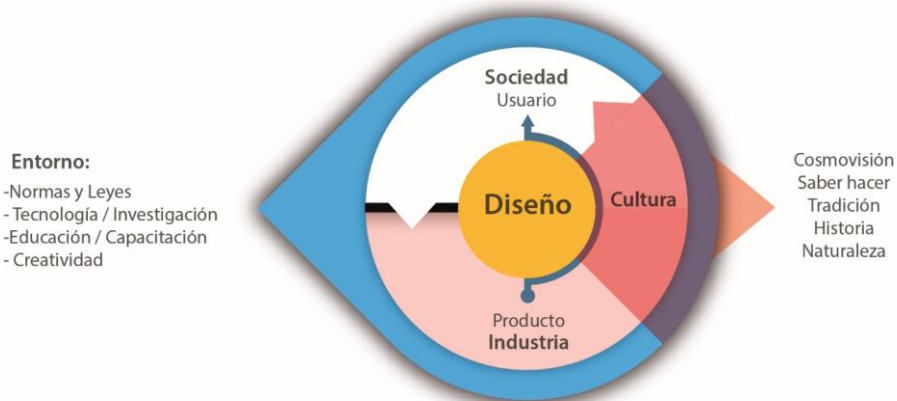 Entorno:
-Normas y Leyes
- Tecnología / Investigación
-Educación / Capacitación
- Creatividad
Sociedad
Usuario
Diseño
Cultura
Producto
Industria
Cosmovisión
Saber hacer
Tradición
Historia
Naturaleza